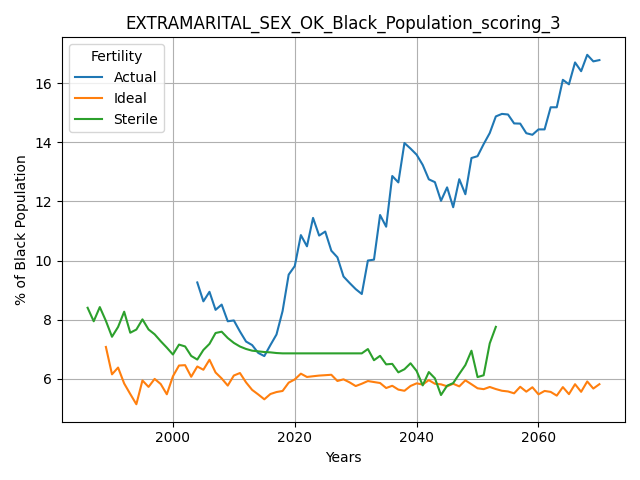 EXTRAMARITAL_SEX_OK_Black_Population_scoring_3
Fertility
Actual
Ideal
Sterile
% of Black Population
16
14
12
10
8
6
2000
2020
2040
2060
Years